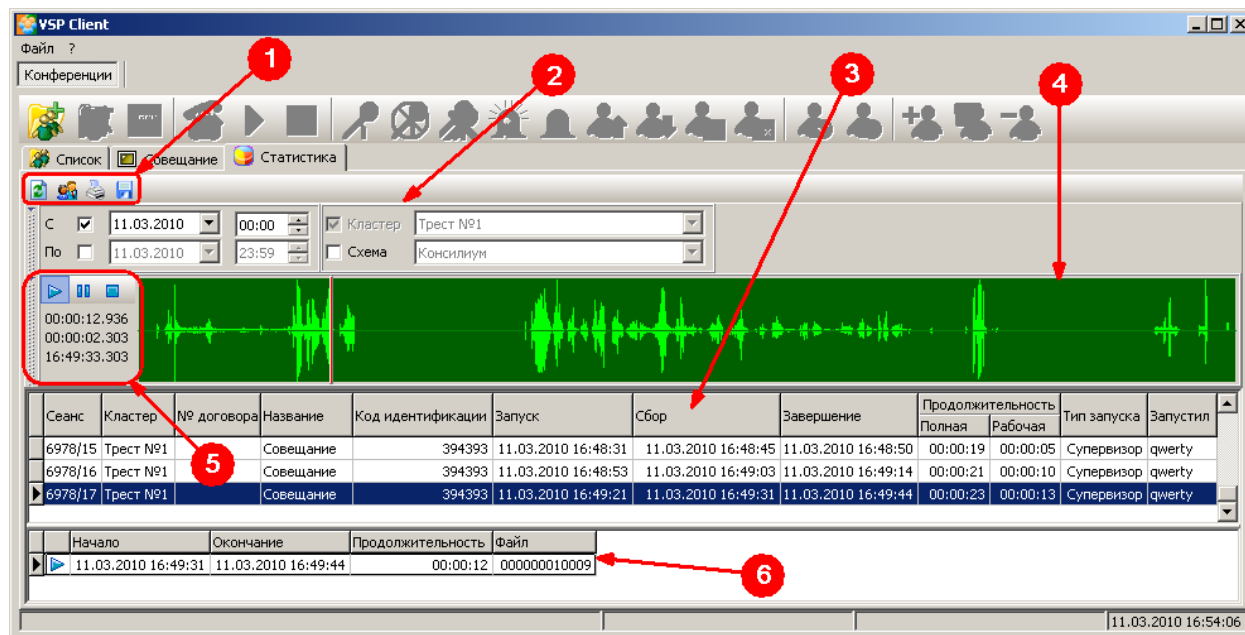 VSP Client
Файл ?
Конференции
1
2
3
4
Список Совещание Статистика
С 11.03.2010 00:00 Кластер Трест №1
По 11.03.2010 23:59 Схема Консилиум
00:00:12.936
00:00:02.303
16:49:33.303
Сеанс Кластер № договора Название Код идентификации Запуск Сбор Завершение Продолжительность Тип запуска Запустил
Полная Рабочая
6978/15 Трест №1 Совещание 394393 11.03.2010 16:48:31 11.03.2010 16:48:45 11.03.2010 16:48:50 00:00:19 00:00:05 Супервизор qwerty
5
6978/16 Трест №1 Совещание 394393 11.03.2010 16:48:53 11.03.2010 16:49:03 11.03.2010 16:49:14 00:00:21 00:00:10 Супервизор qwerty
6978/17 Трест №1 Совещание 394393 11.03.2010 16:49:21 11.03.2010 16:49:31 11.03.2010 16:49:44 00:00:23 00:00:13 Супервизор qwerty
Начало Окончание Продолжительность Файл
11.03.2010 16:49:31 11.03.2010 16:49:44 00:00:12 000000010009
6
11.03.2010 16:54:06